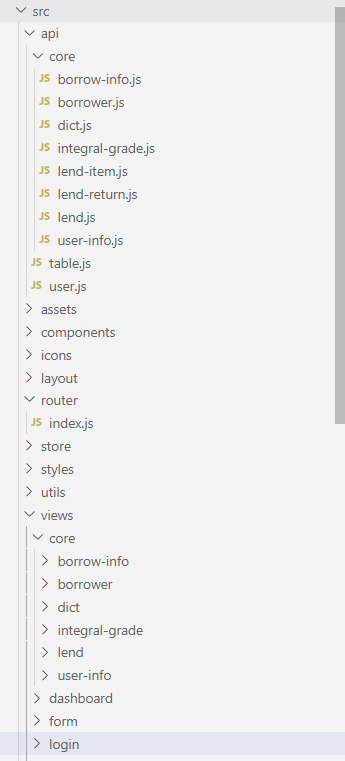 src
api
core
JS borrow-info.js
JS borrower.js
JS dict.js
JS integral-grade.js
JS lend-item.js
JS lend-return.js
JS lend.js
JS user-info.js
JS table.js
JS user.js
assets
components
icons
layout
router
JS index.js
store
styles
utils
views
core
borrow-info
borrower
dict
integral-grade
lend
user-info
dashboard
form
login